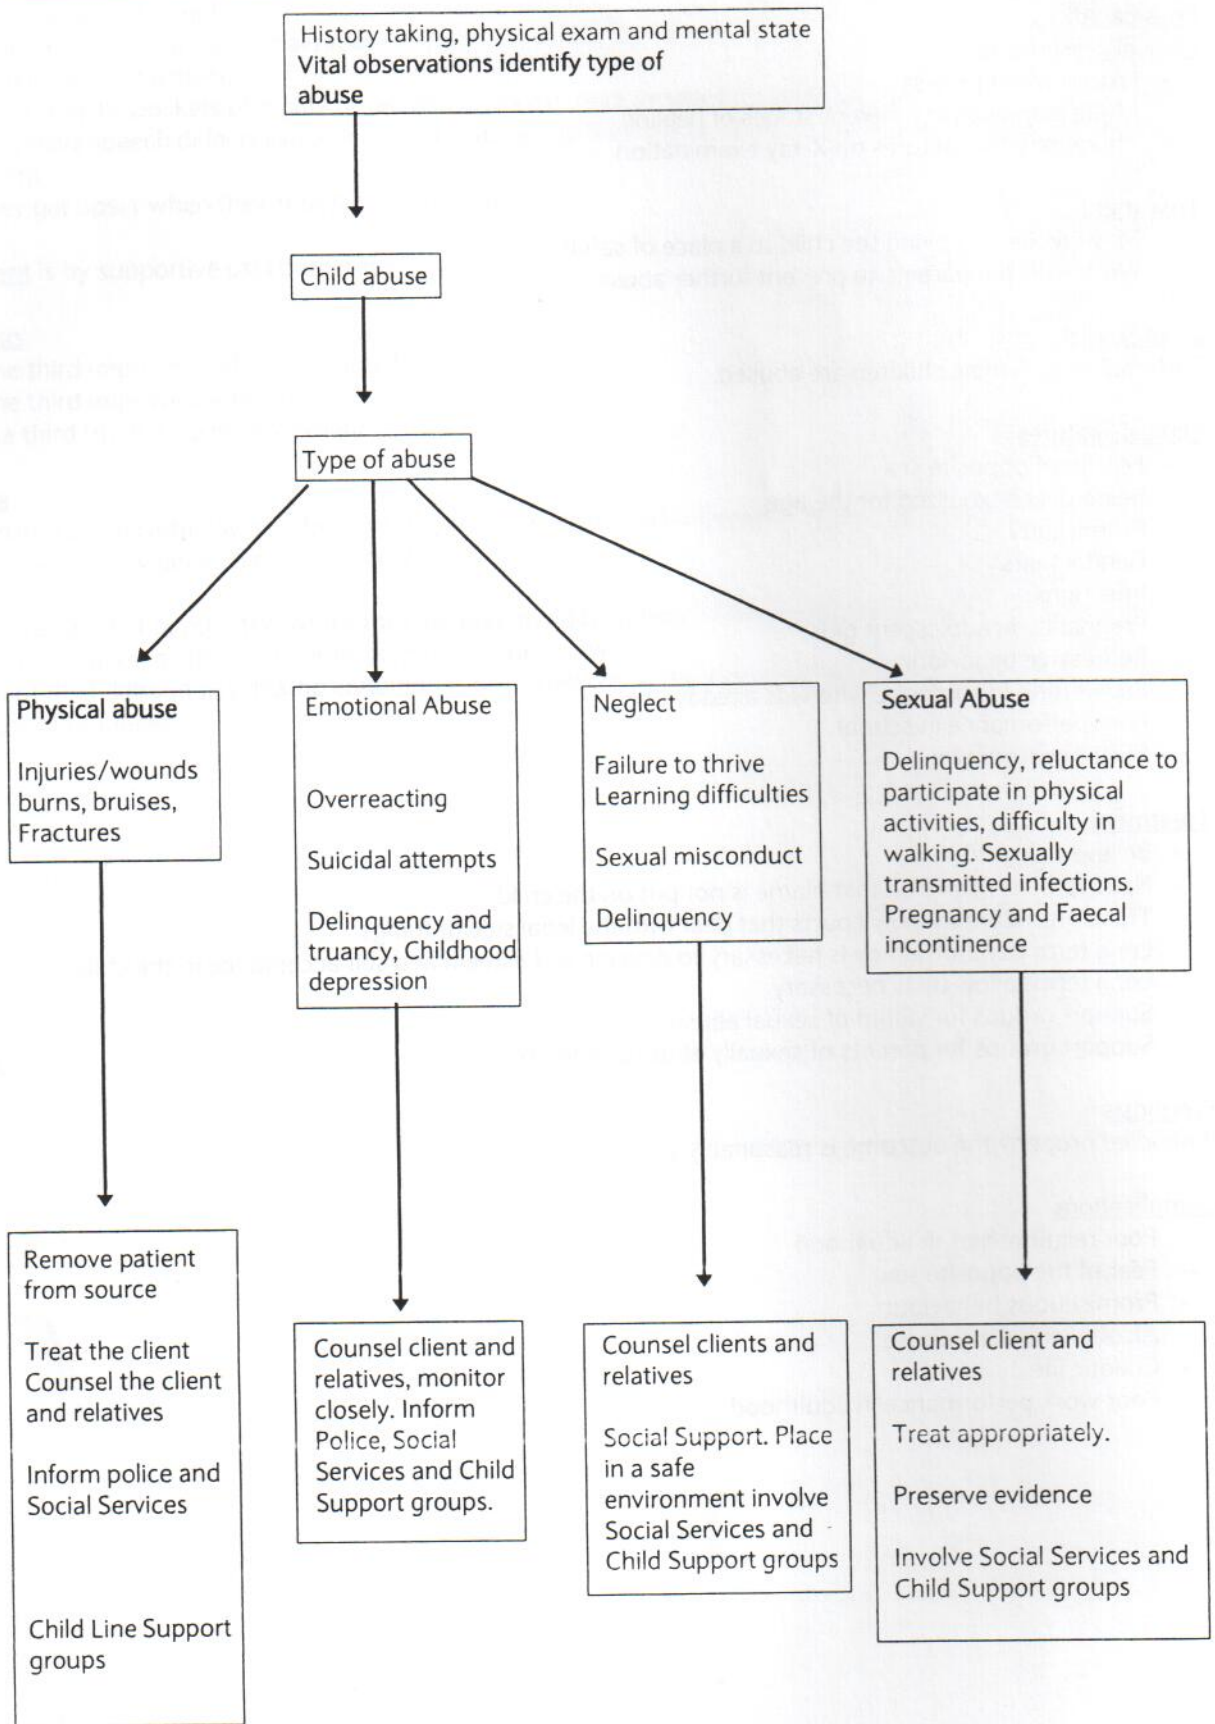 History taking, physical exam and mental state
Vital observations identify type of
abuse
Child abuse
Type of abuse
Physical abuse
Injuries/wounds
burns, bruises,
Fractures
Emotional Abuse
Overreacting
Suicidal attempts
Delinquency and
truancy, Childhood
depression
Neglect
Failure to thrive
Learning difficulties
Sexual misconduct
Delinquency
Sexual Abuse
Delinquency, reluctance to
participate in physical
activities, difficulty in
walking. Sexually
transmitted infections.
Pregnancy and Faecal
incontinence
Remove patient
from source
Treat the client
Counsel the client
and relatives
Inform police and
Social Services
Child Line Support
groups
Counsel client and
relatives, monitor
closely. Inform
Police, Social
Services and Child
Support groups.
Counsel clients and
relatives
Social Support. Place
in a safe
environment involve
Social Services and
Child Support groups
Counsel client and
relatives
Treat appropriately.
Preserve evidence
Involve Social Services and
Child Support groups